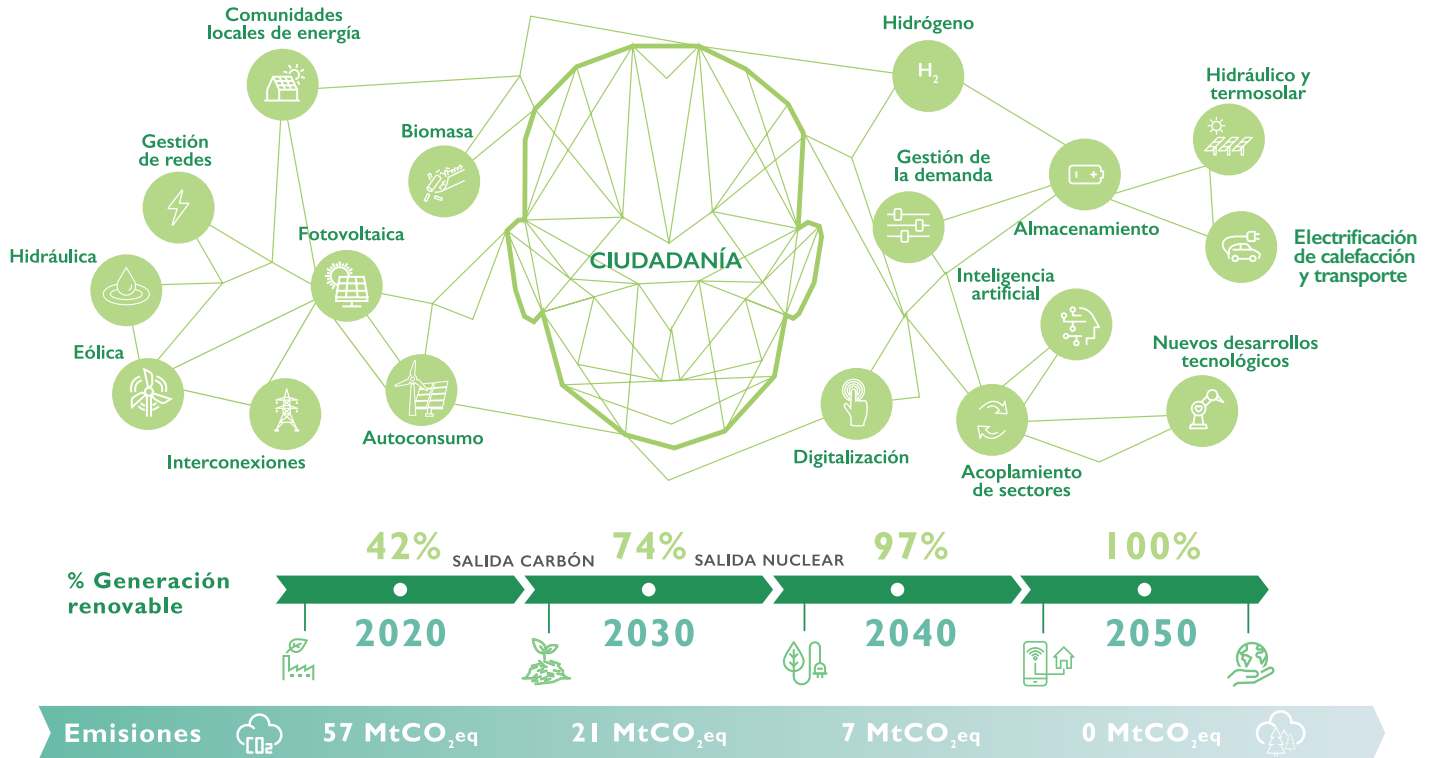 Comunidades
locales de energía
Hidrógeno
H2
Hidráulico y
termosolar
Biomasa
Gestión
de redes
Gestión de
la demanda
Fotovoltaica
Almacenamiento
Hidráulica
CIUDADANÍA
Electrificación
de calefacción
y transporte
Inteligencia
artificial
Eólica
Nuevos desarrollos
tecnológicos
Autoconsumo
Interconexiones
Digitalización
Acoplamiento
de sectores
42%
SALIDA CARBÓN
74%
SALIDA NUCLEAR
97%
100%
% Generación
renovable
2020
2030
2040
2050
Emisiones
CO2
57 MtCO2eq
21 MtCO2eq
7 MtCO2eq
0 MtCO2eq